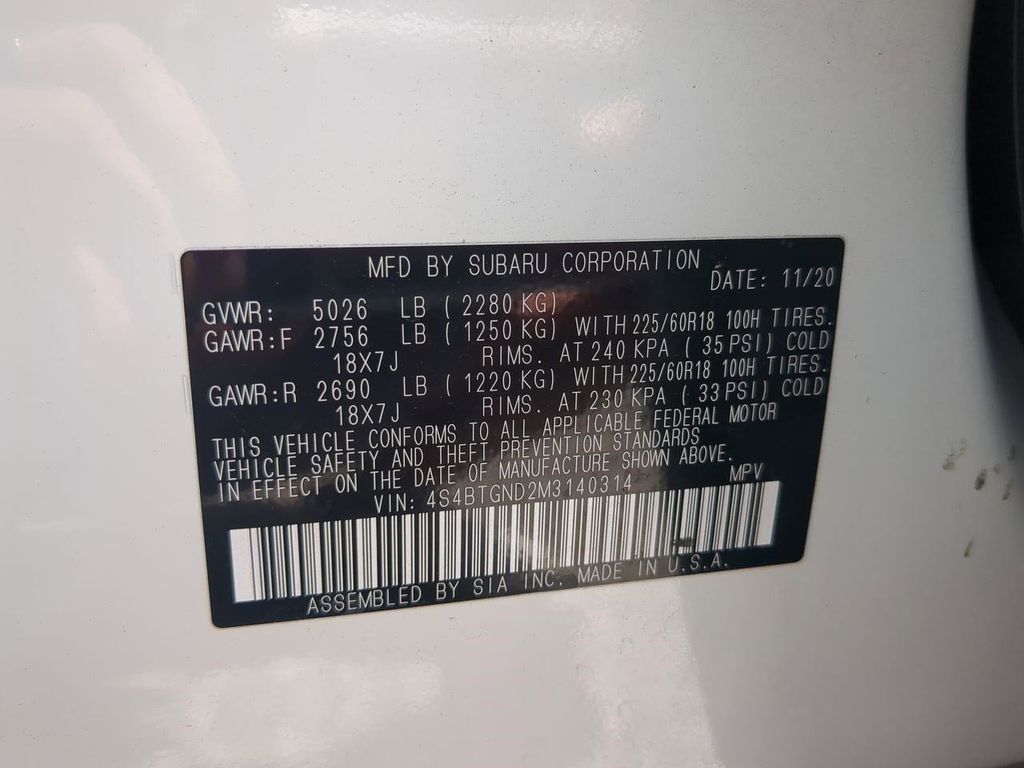 MFD BY SUBARU CORPORATION
DATE: 11/20
GVWR: 5026 LB (2280 KG)
GAWR:F 2756 LB (1250 KG) WITH 225/60R18 100H TIRES.
18X7J RIMS. AT 240 KPA (35 PSI) COLD
GAWR:R 2690 LB (1220 KG) WITH 225/60R18 100H TIRES.
18X7J RIMS. AT 230 KPA (33 PSI) COLD
THIS VEHICLE CONFORMS TO ALL APPLICABLE FEDERAL MOTOR
VEHICLE SAFETY AND THEFT PREVENTION STANDARDS
IN EFFECT ON THE DATE OF MANUFACTURE SHOWN ABOVE.
VIN: 4S4BTGND2M3140314 MPV
ASSEMBLED BY SIA INC. MADE IN U.S.A.